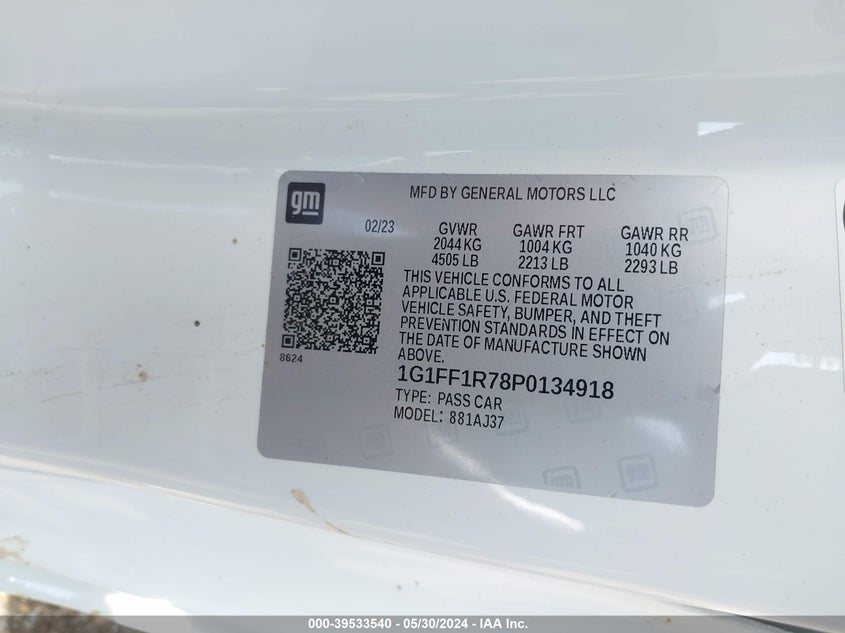 gm
MFD BY GENERAL MOTORS LLC
02/23
GVWR GAWR FRT GAWR RR
2044 KG 1004 KG 1040 KG
4505 LB 2213 LB 2293 LB
THIS VEHICLE CONFORMS TO ALL
APPLICABLE U.S. FEDERAL MOTOR
VEHICLE SAFETY, BUMPER, AND THEFT
PREVENTION STANDARDS IN EFFECT ON
THE DATE OF MANUFACTURE SHOWN
ABOVE.
8624
1G1FF1R78P0134918
TYPE: PASS CAR
MODEL: 881AJ37
000-39533540 - 05/30/2024 - IAA Inc.